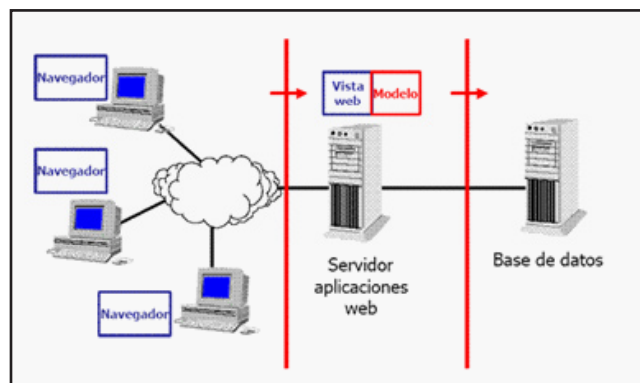 Navegador
Navegador
Navegador
Vista
web
Modelo
Servidor
aplicaciones
web
Base de datos